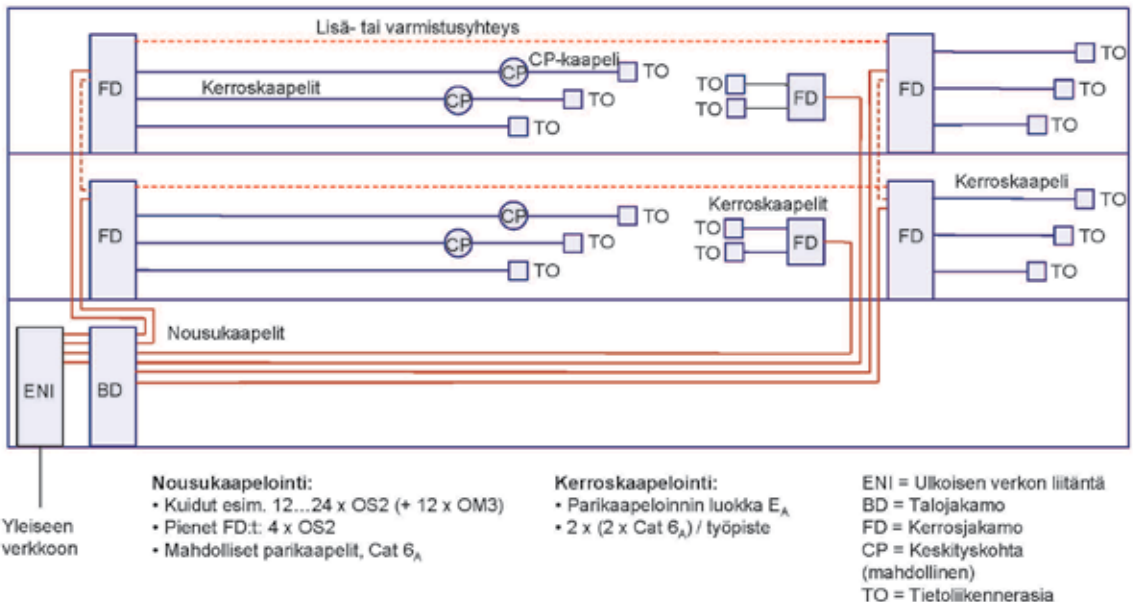 Lisä- tai varmistusyhteys
FD
CP
CP-kaapeli
TO
Kerroskaapelit
CP
TO
TO
TO
TO
FD
FD
TO
TO
TO
FD
CP
TO
CP
TO
TO
Kerroskaapelit
TO
TO
FD
FD
Kerroskaapeli
TO
TO
TO
Nousukaapelit
ENI
BD
Yleiseen
verkkoon
Nousukaapelointi:
• Kuidut esim. 12...24 x OS2 (+ 12 x OM3)
• Pienet FD:t: 4 x OS2
• Mahdolliset parikaapelit, Cat 6A
Kerroskaapelointi:
• Parikaapeloinnin luokka EA
• 2 x (2 x Cat 6A) / työpiste
ENI = Ulkoisen verkon liitäntä
BD = Talojakamo
FD = Kerrosjakamo
CP = Keskityskohta
(mahdollinen)
TO = Tietoliikennerasia